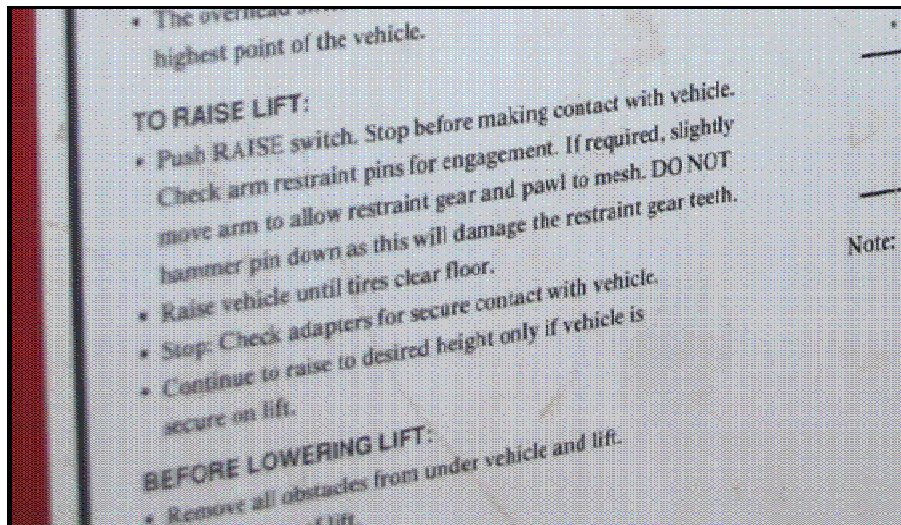 • The overhead
highest point of the vehicle.
TO RAISE LIFT:
• Push RAISE switch. Stop before making contact with vehicle.
Check arm restraint pins for engagement. If required, slightly
move arm to allow restraint gear and pawl to mesh. DO NOT
hammer pin down as this will damage the restraint gear teeth.
• Raise vehicle until tires clear floor.
• Stop: Check adapters for secure contact with vehicle.
• Continue to raise to desired height only if vehicle is
secure on lift.
Note:
BEFORE LOWERING LIFT:
• Remove all obstacles from under vehicle and lift.
lift.